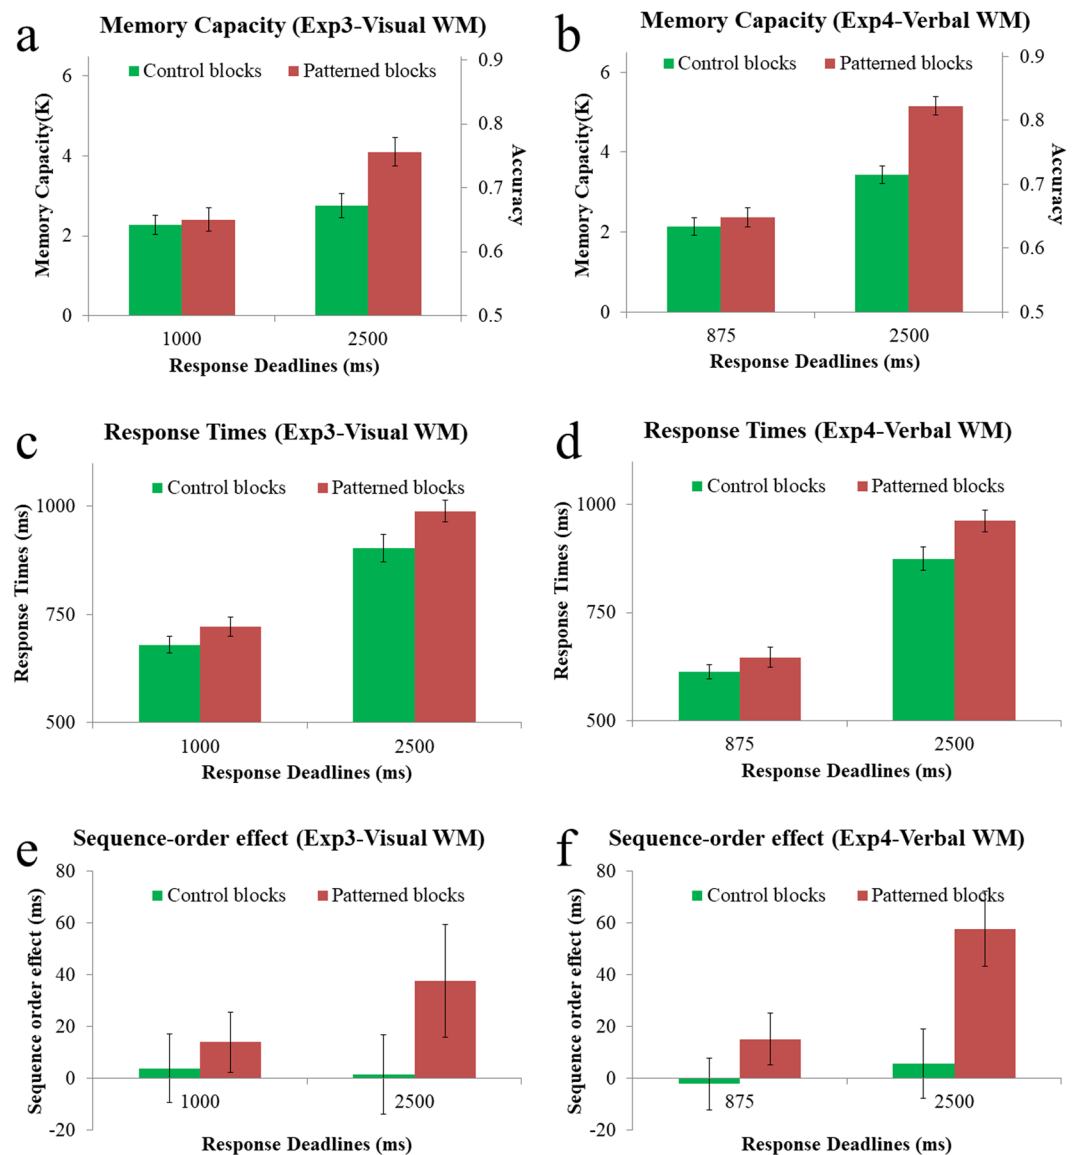 a
Memory Capacity (Exp3-Visual WM)
Control blocks
Patterned blocks
Memory Capacity(K)
6
4
2
0
Accuracy
0.9
0.8
0.7
0.6
0.5
1000
2500
Response Deadlines (ms)
b
Memory Capacity (Exp4-Verbal WM)
Control blocks
Patterned blocks
Memory Capacity(K)
6
4
2
0
Accuracy
0.9
0.8
0.7
0.6
0.5
875
2500
Response Deadlines (ms)
c
Response Times (Exp3-Visual WM)
Control blocks
Patterned blocks
Response Times (ms)
1000
750
500
1000
2500
Response Deadlines (ms)
d
Response Times (Exp4-Verbal WM)
Control blocks
Patterned blocks
Response Times (ms)
1000
750
500
875
2500
Response Deadlines (ms)
e
Sequence-order effect (Exp3-Visual WM)
Control blocks
Patterned blocks
Sequence order effect (ms)
80
60
40
20
0
-20
1000
2500
Response Deadlines (ms)
f
Sequence-order effect (Exp4-Verbal WM)
Control blocks
Patterned blocks
Sequence order effect (ms)
80
60
40
20
0
-20
875
2500
Response Deadlines (ms)